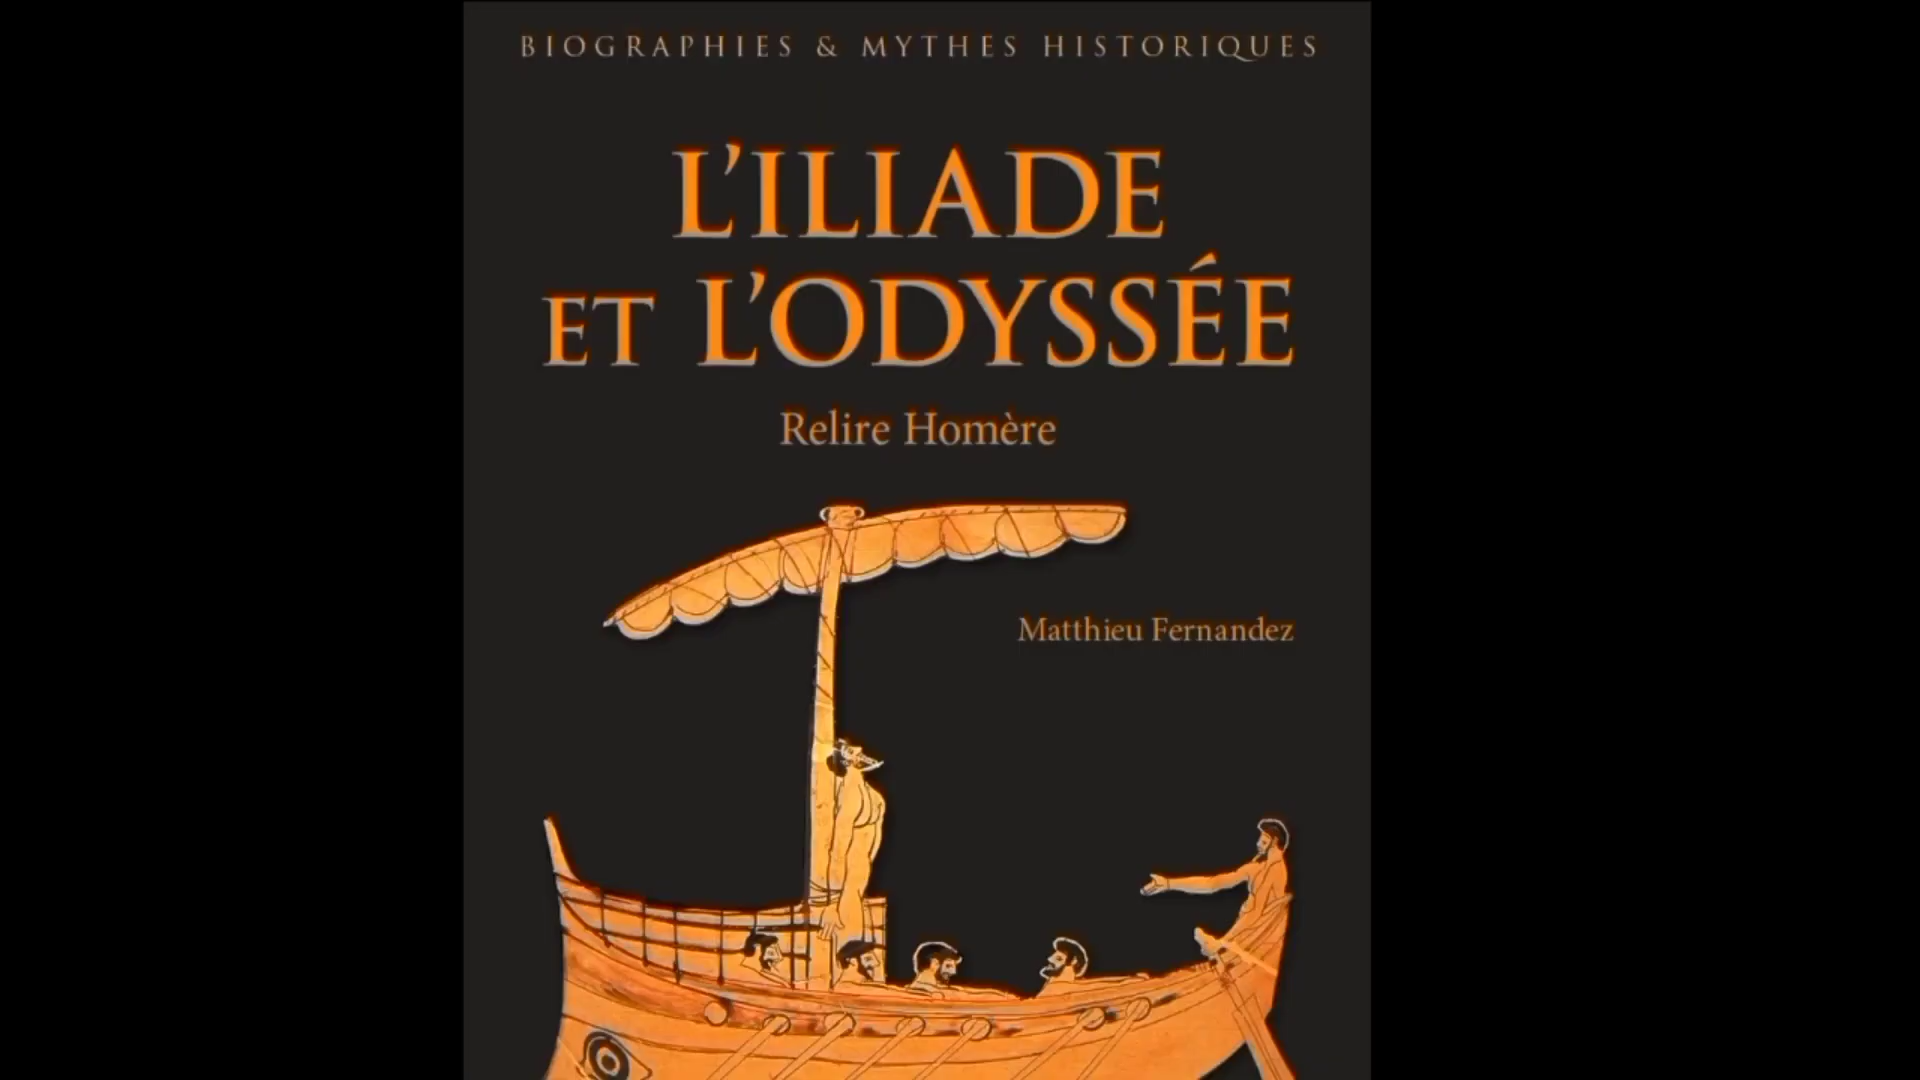 BIOGRAPHIES & MYTHES HISTORIQUES
L'ILIADE
ET L'ODYSSÉE
Relire Homère
Matthieu Fernandez